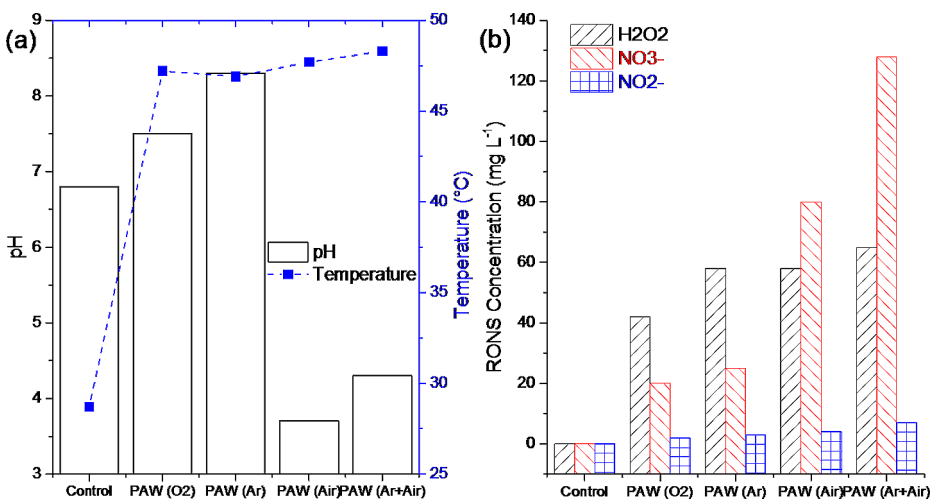 (a)
pH
9
8
7
6
5
4
3
pH
Temperature
50
45
40
35
30
25
Temperature (°C)
Control
PAW (O2)
PAW (Ar)
PAW (Air)
PAW (Ar+Air)
(b)
RONS Concentration (mg L⁻¹)
140
120
100
80
60
40
20
0
H2O2
NO3-
NO2-
Control
PAW (O2)
PAW (Ar)
PAW (Air)
PAW (Ar+Air)